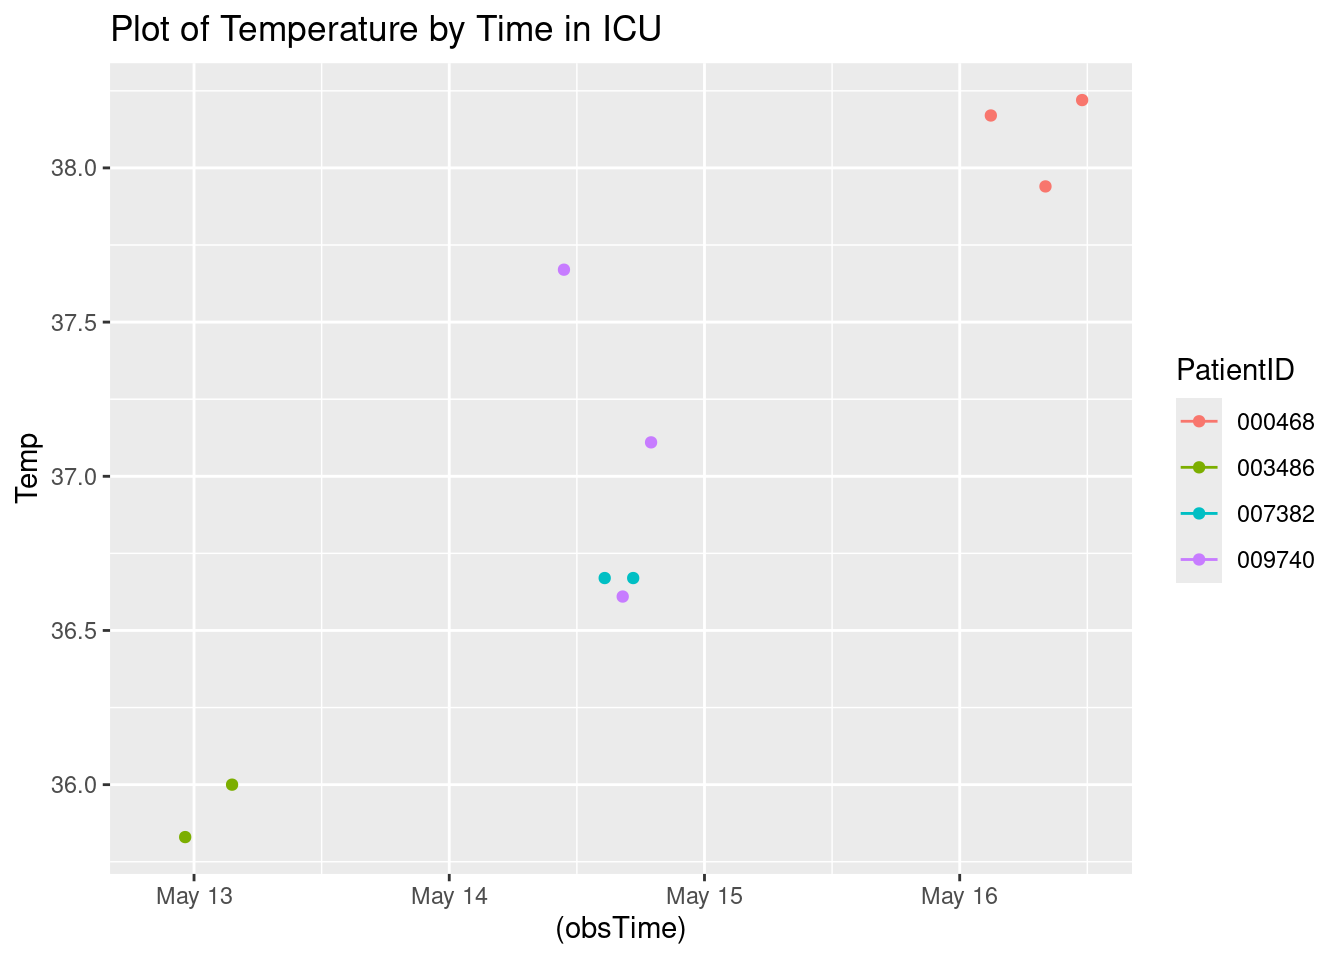 Plot of Temperature by Time in ICU
38.0
37.5
37.0
36.5
36.0
Temp
May 13
May 14
May 15
May 16
(obsTime)
PatientID
000468
003486
007382
009740